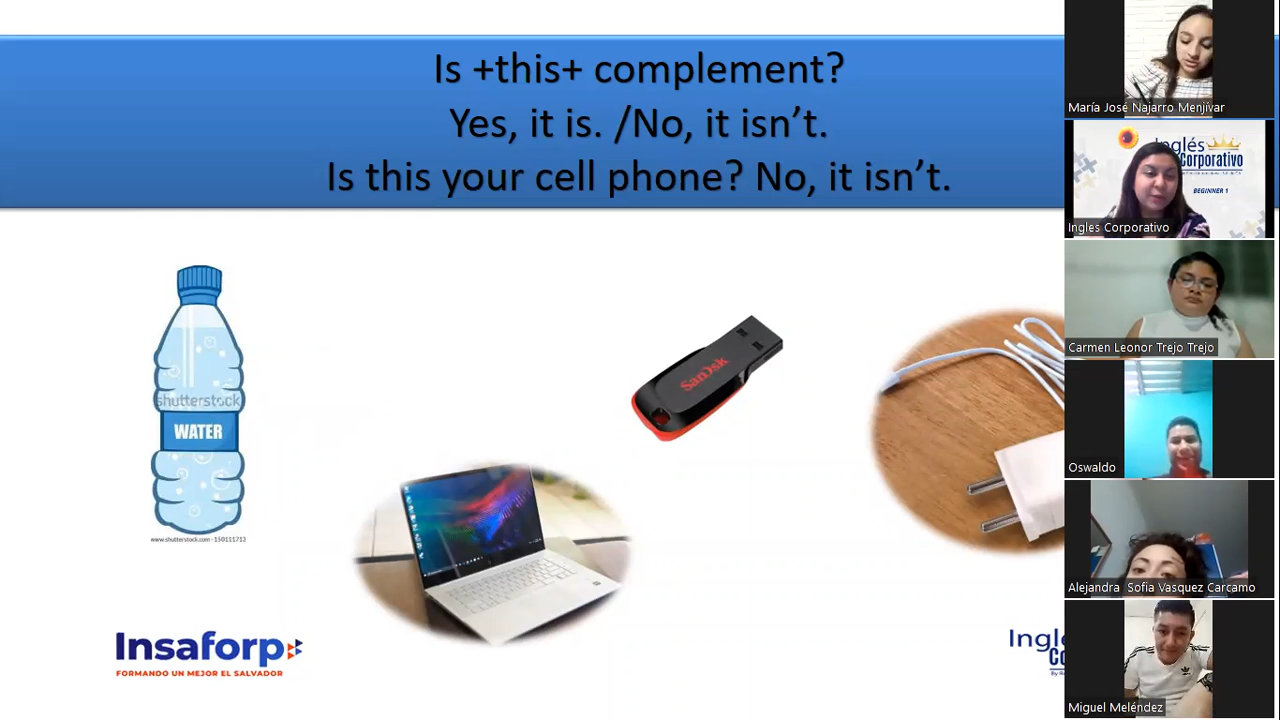 Is +this+ complement?
Yes, it is. /No, it isn't.
Is this your cell phone? No, it isn't.
shutterstock
WATER
www.shutterstock.com · 150111713
SanDisk
Insaforp
FORMANDO UN MEJOR EL SALVADOR
María José Najarro Menjívar
Inglés
Corporativo
BEGINNER 1
Ingles Corporativo
Carmen Leonor Trejo Trejo
Oswaldo
Alejandra Sofia Vasquez Carcamo
Miguel Meléndez